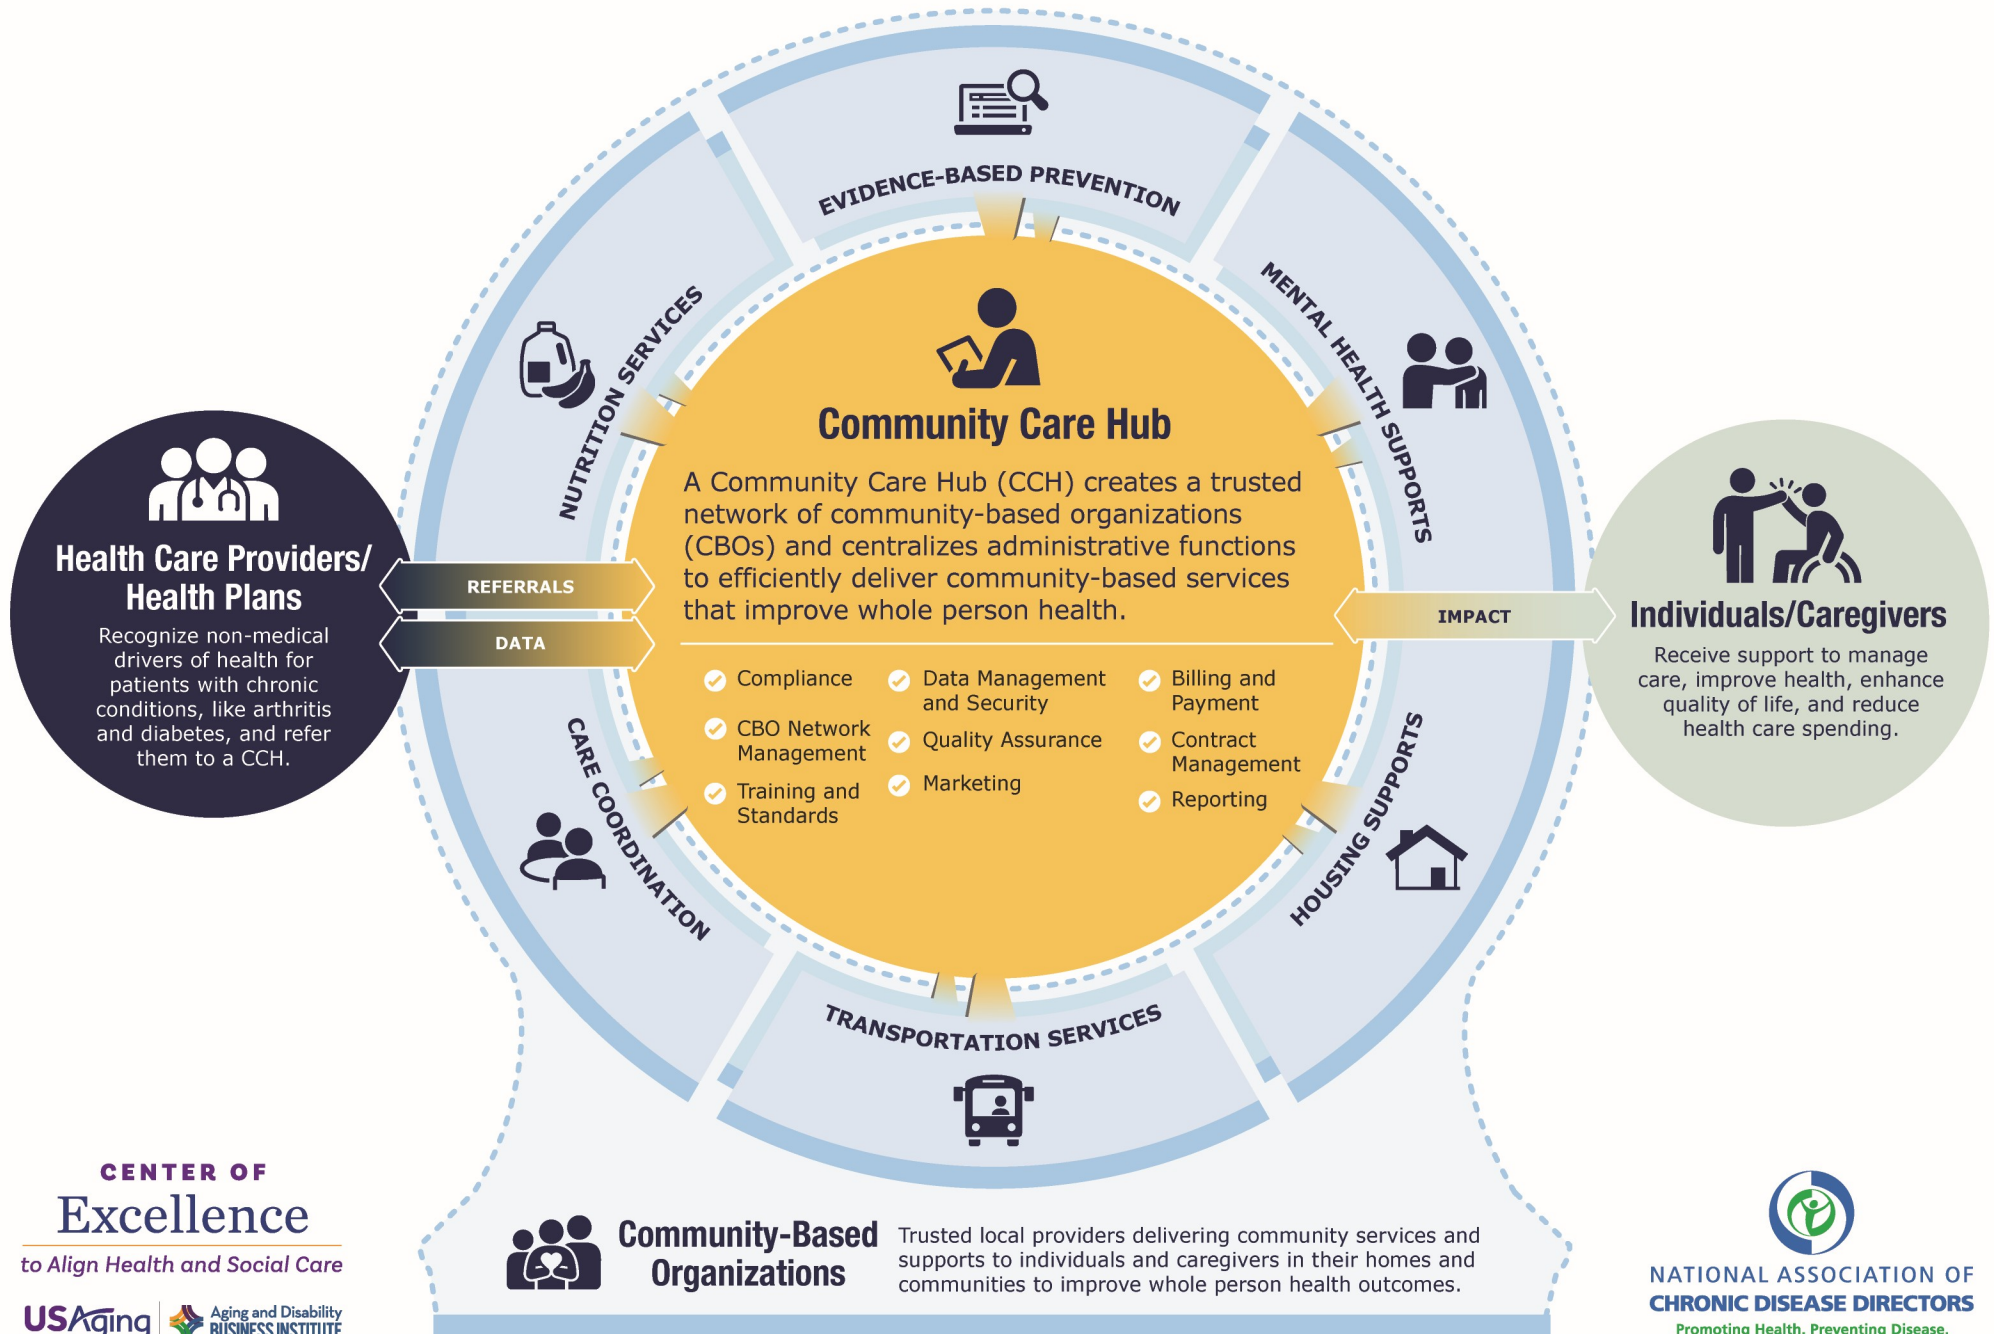 EVIDENCE-BASED PREVENTION
NUTRITION SERVICES
MENTAL HEALTH SUPPORTS
Community Care Hub
A Community Care Hub (CCH) creates a trusted
network of community-based organizations
(CBOs) and centralizes administrative functions
to efficiently deliver community-based services
that improve whole person health.
Compliance
CBO Network
Management
Training and
Standards
Data Management
and Security
Quality Assurance
Marketing
Billing and
Payment
Contract
Management
Reporting
Health Care Providers/
Health Plans
Recognize non-medical
drivers of health for
patients with chronic
conditions, like arthritis
and diabetes, and refer
them to a CCH.
REFERRALS
DATA
IMPACT
Individuals/Caregivers
Receive support to manage
care, improve health, enhance
quality of life, and reduce
health care spending.
CARE COORDINATION
HOUSING SUPPORTS
TRANSPORTATION SERVICES
Community-Based
Organizations
Trusted local providers delivering community services and
supports to individuals and caregivers in their homes and
communities to improve whole person health outcomes.
CENTER OF
Excellence
to Align Health and Social Care
USAging
Aging and Disability
BUSINESS INSTITUTE
NATIONAL ASSOCIATION OF
CHRONIC DISEASE DIRECTORS
Promoting Health. Preventing Disease.